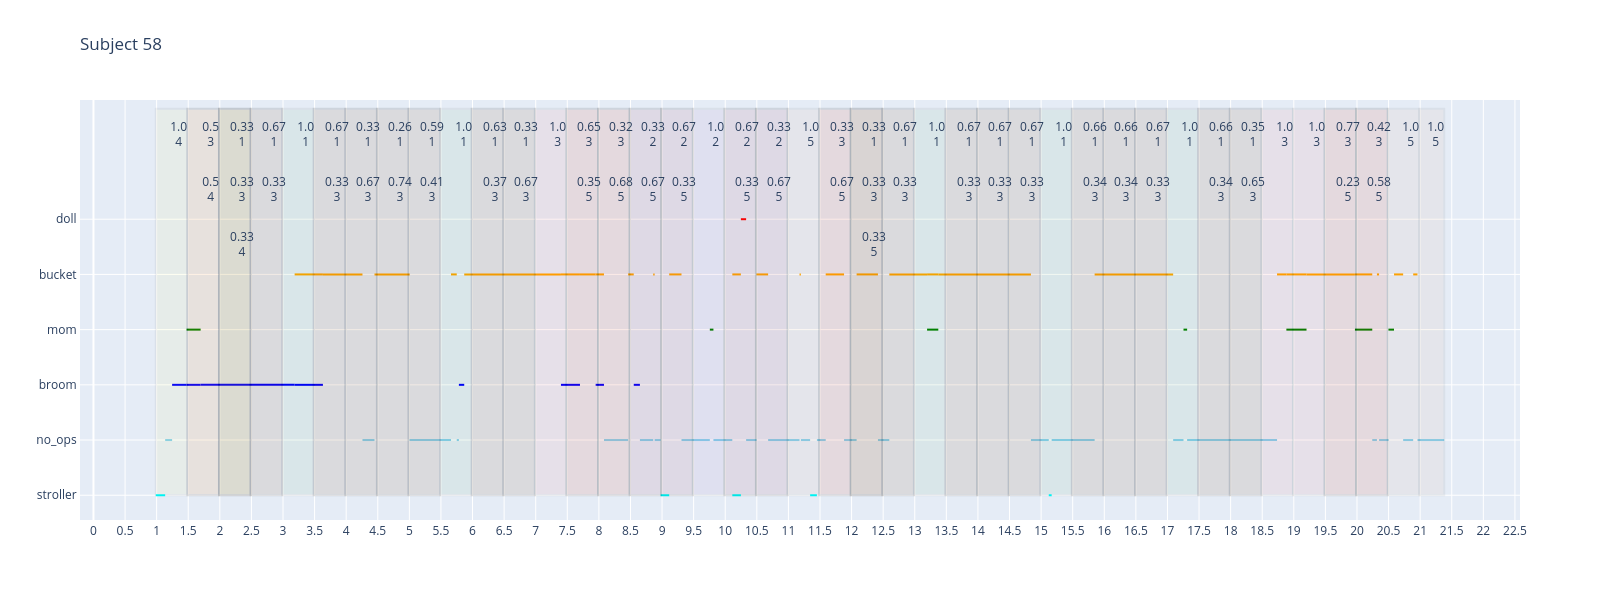 Subject 58
1.0 0.5 0.33 0.67 1.0 0.67 0.33 0.26 0.59 1.0 0.63 0.33 1.0 0.65 0.32 0.33 0.67 1.0 0.67 0.33 1.0 0.33 0.33 0.67 1.0 0.67 0.67 0.67 1.0 0.66 0.66 0.67 1.0 0.66 0.35 1.0 1.0 0.77 0.42 1.0 1.0
4 3 1 1 1 1 1 1 1 1 1 1 3 3 3 2 2 2 2 2 5 3 1 1 1 1 1 1 1 1 1 1 1 1 1 3 3 3 3 5 5
0.5 0.33 0.33 0.33 0.67 0.74 0.41 0.37 0.67 0.35 0.68 0.67 0.33 0.33 0.67 0.67 0.33 0.33 0.33 0.33 0.33 0.34 0.34 0.33 0.34 0.65 0.23 0.58
4 3 3 3 3 3 3 3 3 5 5 5 5 5 5 5 3 3 3 3 3 3 3 3 3 3 5 5
doll
0.33 0.33
4 5
bucket
mom
broom
no_ops
stroller
0 0.5 1 1.5 2 2.5 3 3.5 4 4.5 5 5.5 6 6.5 7 7.5 8 8.5 9 9.5 10 10.5 11 11.5 12 12.5 13 13.5 14 14.5 15 15.5 16 16.5 17 17.5 18 18.5 19 19.5 20 20.5 21 21.5 22 22.5